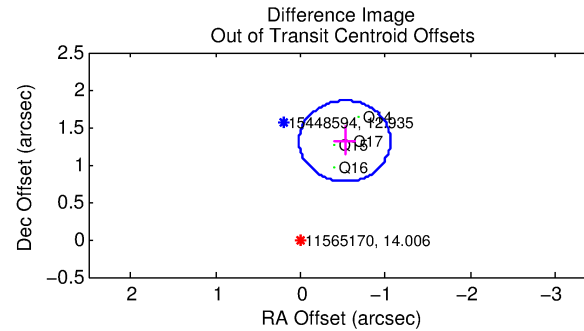 Difference Image
Out of Transit Centroid Offsets
2.5
2
1.5
1
0.5
0
−0.5
Dec Offset (arcsec)
Q14
15448594, 12.935
Q17
Q15
Q16
11565170, 14.006
2 1 0 −1 −2 −3
RA Offset (arcsec)